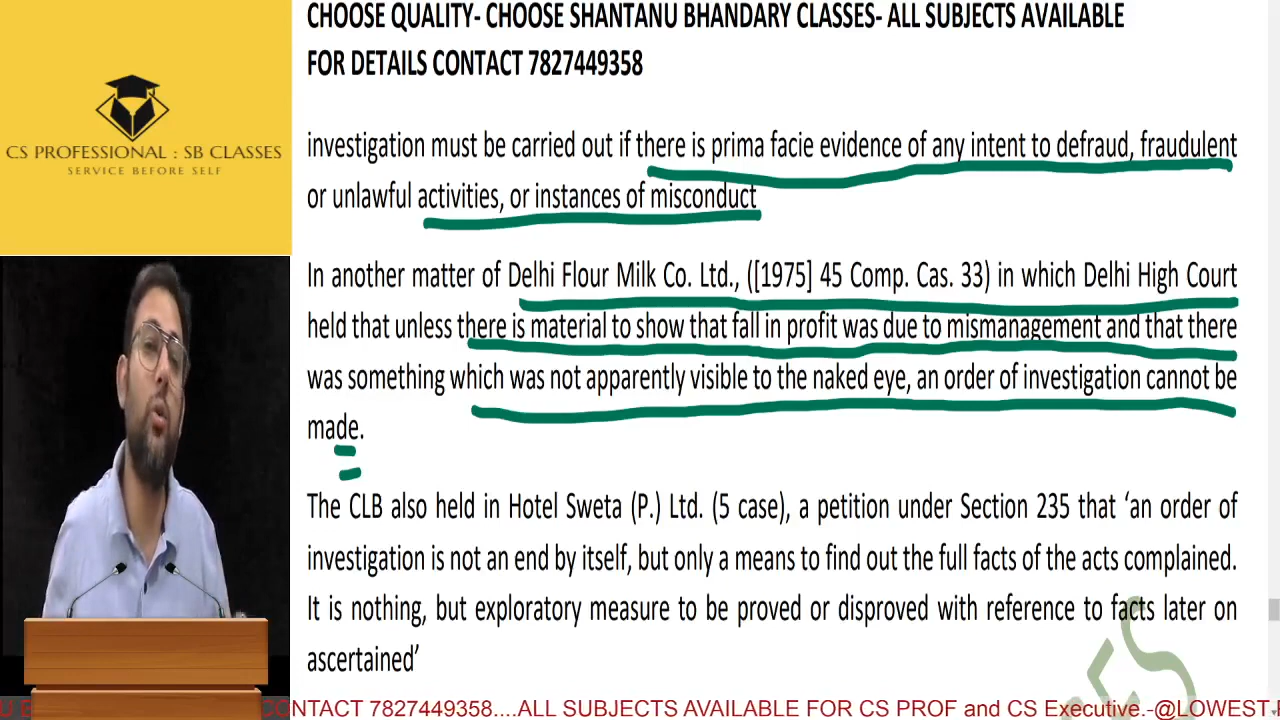 CHOOSE QUALITY- CHOOSE SHANTANU BHANDARY CLASSES- ALL SUBJECTS AVAILABLE
FOR DETAILS CONTACT 7827449358
CS PROFESSIONAL : SB CLASSES
SERVICE BEFORE SELF
investigation must be carried out if there is prima facie evidence of any intent to defraud, fraudulent
or unlawful activities, or instances of misconduct
In another matter of Delhi Flour Milk Co. Ltd., ([1975] 45 Comp. Cas. 33) in which Delhi High Court
held that unless there is material to show that fall in profit was due to mismanagement and that there
was something which was not apparently visible to the naked eye, an order of investigation cannot be
made.
The CLB also held in Hotel Sweta (P.) Ltd. (5 case), a petition under Section 235 that ‘an order of
investigation is not an end by itself, but only a means to find out the full facts of the acts complained.
It is nothing, but exploratory measure to be proved or disproved with reference to facts later on
ascertained’
CONTACT 7827449358....ALL SUBJECTS AVAILABLE FOR CS PROF and CS Executive.-@LOWEST